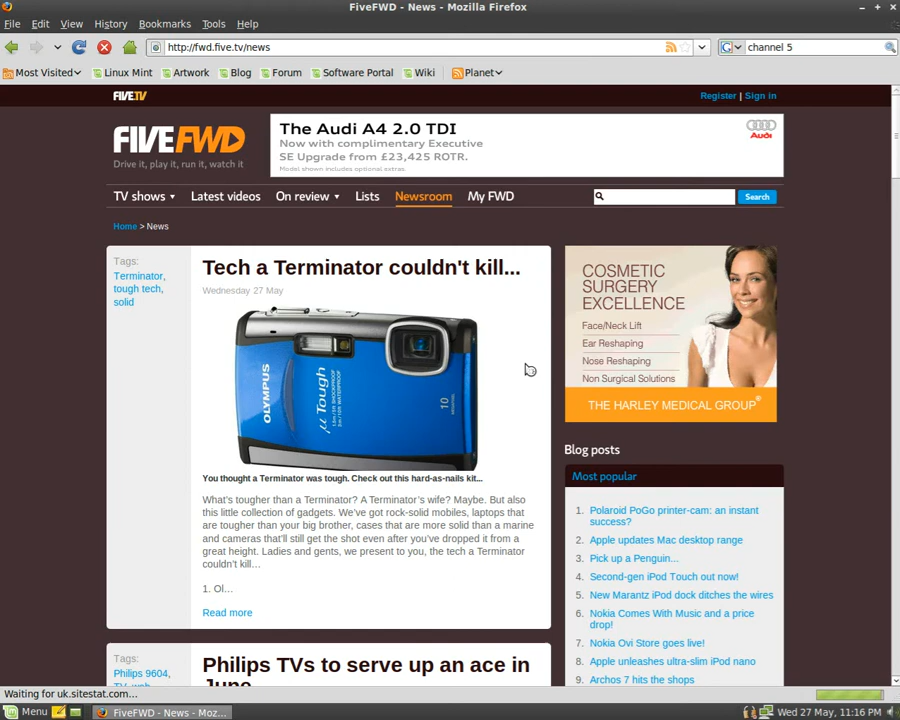 FiveFWD - News - Mozilla Firefox
File Edit View History Bookmarks Tools Help
http://fwd.five.tv/news
channel 5
Most Visited Linux Mint Artwork Blog Forum Software Portal Wiki Planet
FIVE.TV
Register | Sign in
FIVEFWD
Drive it, play it, run it, watch it
The Audi A4 2.0 TDI
Now with complimentary Executive
SE Upgrade from £23,425 ROTR.
Model shown includes optional extras.
Audi
TV shows Latest videos On review Lists Newsroom My FWD
Search
Home > News
Tags:
Terminator,
tough tech,
solid
Tech a Terminator couldn't kill...
Wednesday 27 May
OLYMPUS
μ Tough
10
You thought a Terminator was tough. Check out this hard-as-nails kit...
What's tougher than a Terminator? A Terminator's wife? Maybe. But also
this little collection of gadgets. We've got rock-solid mobiles, laptops that
are tougher than your big brother, cases that are more solid than a marine
and cameras that'll still get the shot even after you've dropped it from a
great height. Ladies and gents, we present to you, the tech a Terminator
couldn't kill…
1. Ol...
Read more
Tags:
Philips 9604,
TV, web
Philips TVs to serve up an ace in
June
COSMETIC
SURGERY
EXCELLENCE
Face/Neck Lift
Ear Reshaping
Nose Reshaping
Non Surgical Solutions
THE HARLEY MEDICAL GROUP®
Blog posts
Most popular
1. Polaroid PoGo printer-cam: an instant
success?
2. Apple updates Mac desktop range
3. Pick up a Penguin...
4. Second-gen iPod Touch out now!
5. New Marantz iPod dock ditches the wires
6. Nokia Comes With Music and a price
drop!
7. Nokia Ovi Store goes live!
8. Apple unleashes ultra-slim iPod nano
9. Archos 7 hits the shops
Waiting for uk.sitestat.com...
Menu FiveFWD - News - Moz... Wed 27 May, 11:16 PM